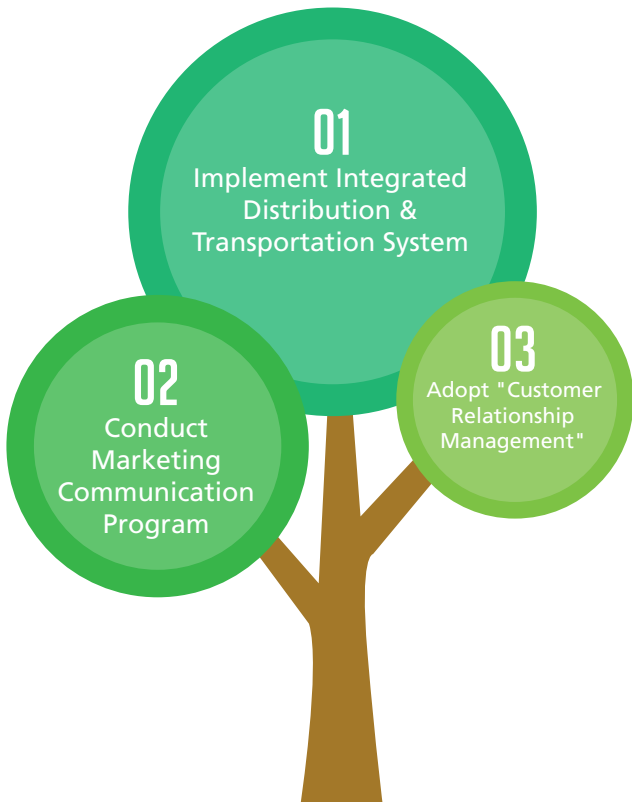 01
Implement Integrated
Distribution &
Transportation System
02
Conduct
Marketing
Communication
Program
03
Adopt "Customer
Relationship
Management"